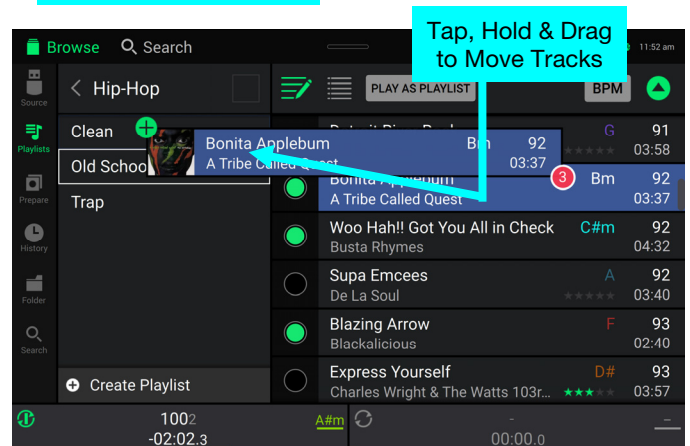 Tap, Hold & Drag
to Move Tracks
Browse
Search
11:52 am
Source
Hip-Hop
PLAY AS PLAYLIST
BPM
Playlists
Clean
G
91
03:58
Bonita Applebum
Bm
92
A Tribe Called Quest
03:37
Old Schoo
Bonita Applebum
3
Bm
92
A Tribe Called Quest
03:37
Prepare
Trap
Woo Hah!! Got You All in Check
C#m
92
Busta Rhymes
04:32
History
Supa Emcees
A
92
De La Soul
03:40
Folder
Blazing Arrow
F
93
Blackalicious
02:40
Search
Create Playlist
Express Yourself
D#
93
Charles Wright & The Watts 103r...
03:57
1002
A#m
-
-02:02.3
00:00.0